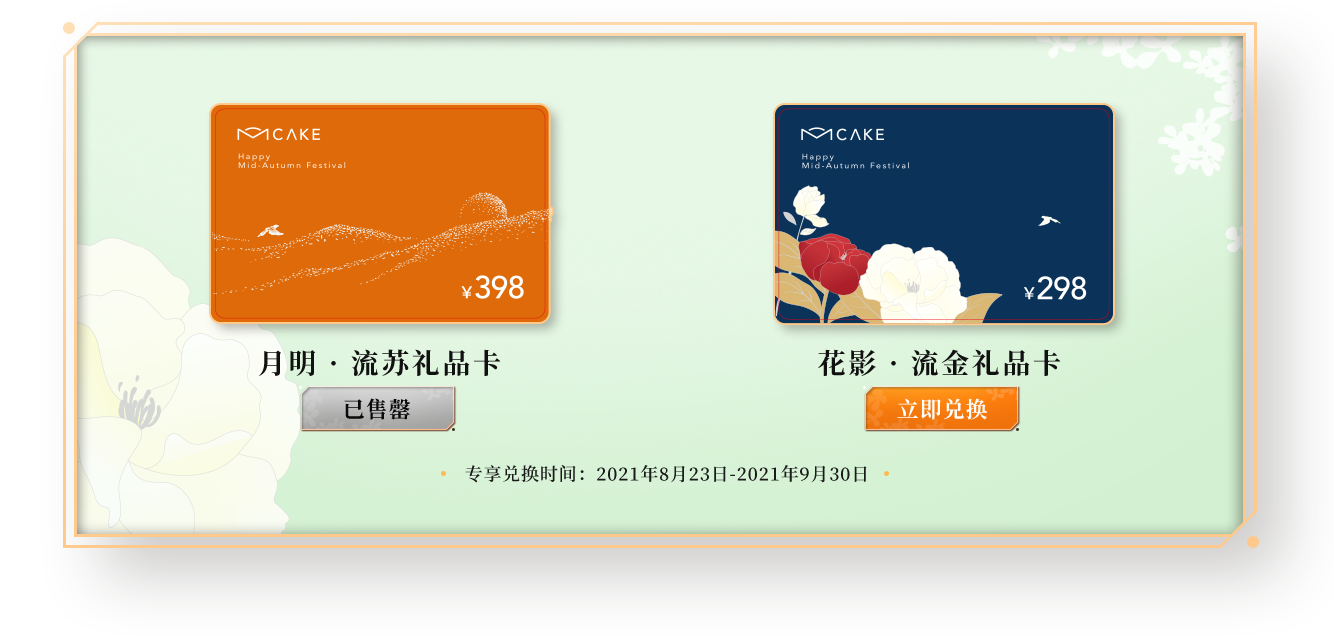 MCAKE
Happy
Mid-Autumn Festival
¥398
月明 · 流苏礼品卡
已售罄
MCAKE
Happy
Mid-Autumn Festival
¥298
花影 · 流金礼品卡
立即兑换
• 专享兑换时间：2021年8月23日-2021年9月30日 •